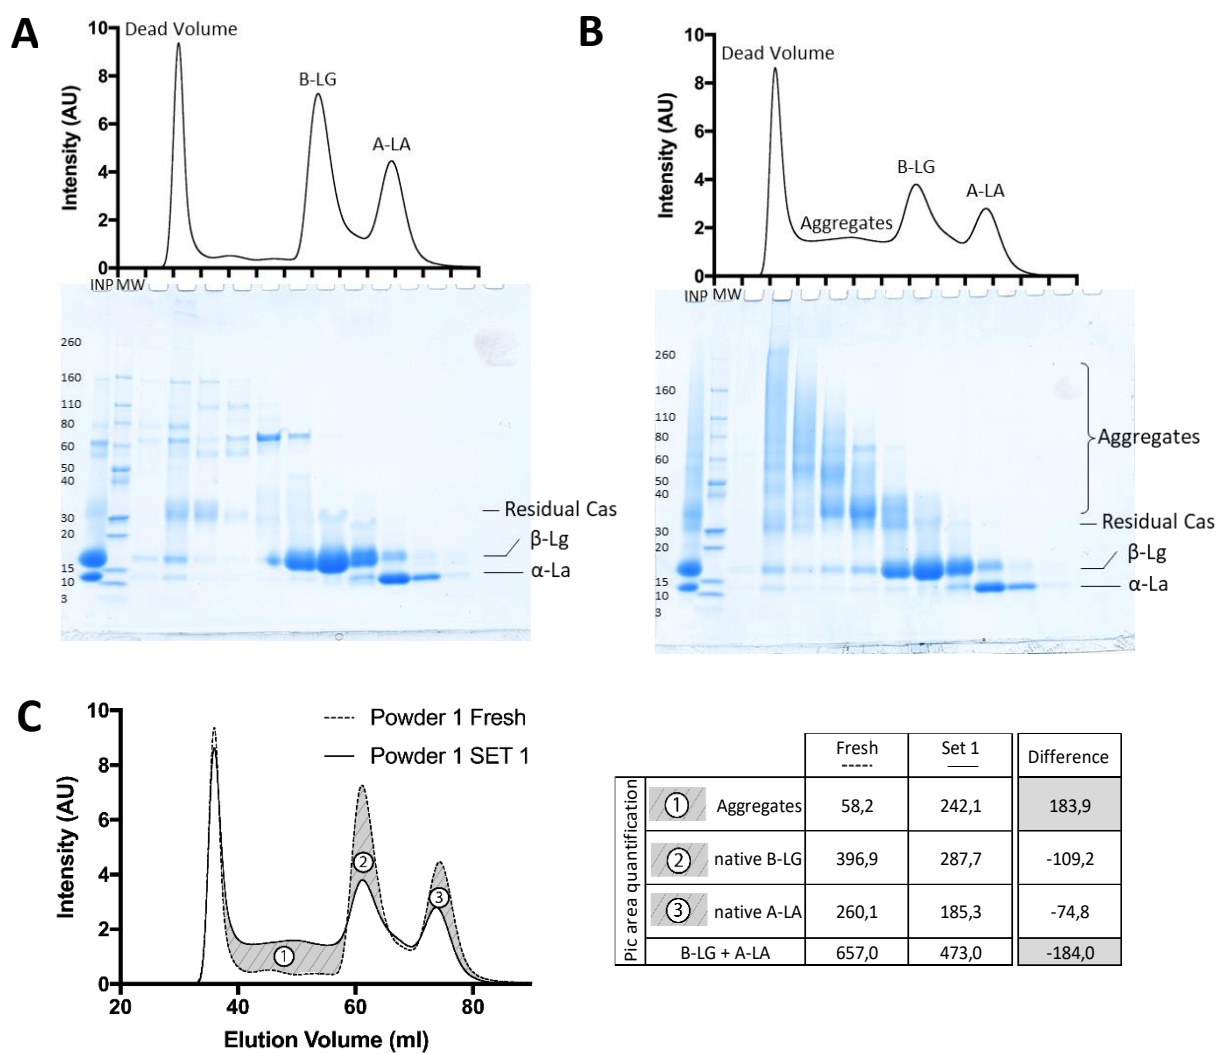 A
10
8
6
4
2
0
Intensity (AU)
Dead Volume
B-LG
A-LA
INP MW
260
160
110
80
60
50
40
30
20
15
10
3
Residual Cas
β-Lg
α-La
B
10
8
6
4
2
0
Intensity (AU)
Dead Volume
Aggregates
B-LG
A-LA
INP MW
260
160
110
80
60
50
40
30
20
15
10
3
Aggregates
Residual Cas
β-Lg
α-La
C
10
8
6
4
2
0
Intensity (AU)
Powder 1 Fresh
Powder 1 SET 1
1
2
3
20 40 60 80
Elution Volume (ml)
Fresh Set 1 Difference
Pic area quantification
1 Aggregates 58,2 242,1 183,9
2 native B-LG 396,9 287,7 -109,2
3 native A-LA 260,1 185,3 -74,8
B-LG + A-LA 657,0 473,0 -184,0